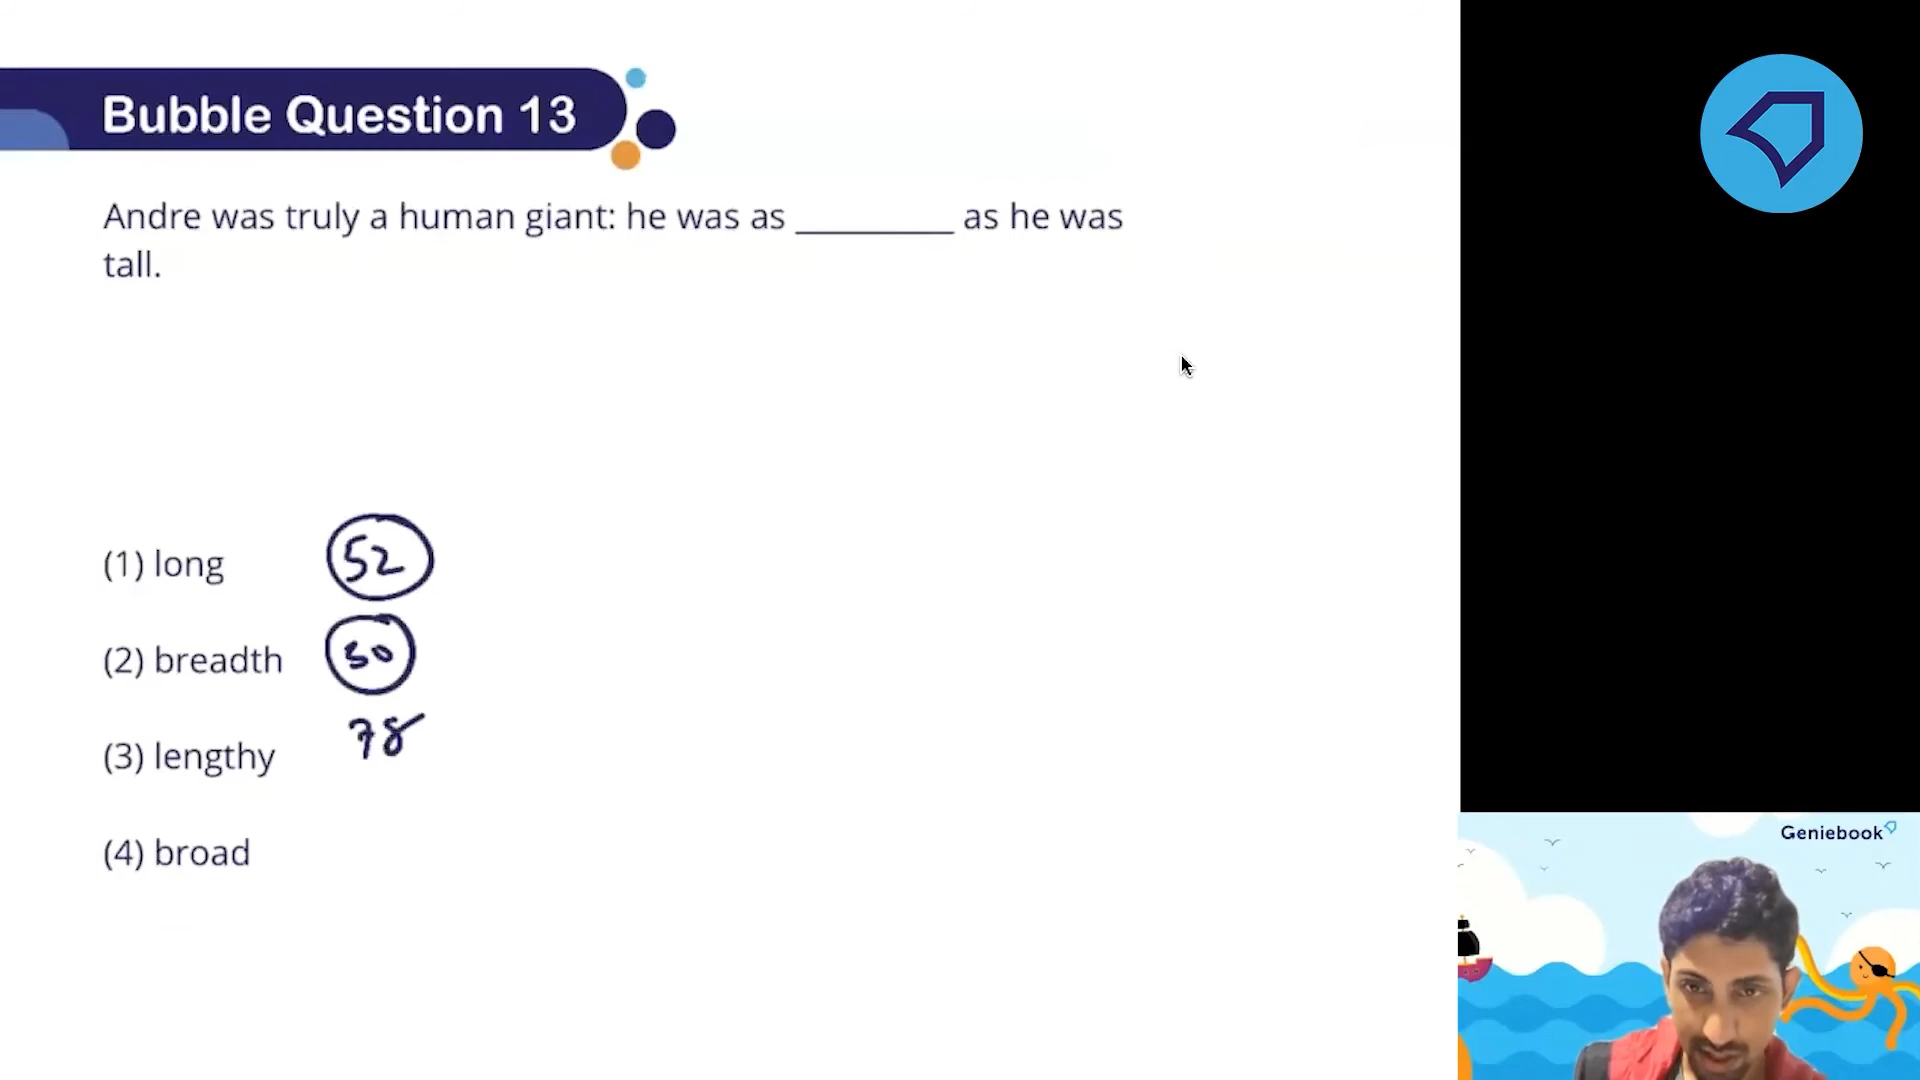 Bubble Question 13
Andre was truly a human giant: he was as __________ as he was
tall.
(1) long 52
(2) breadth 50
(3) lengthy 78
(4) broad
Geniebook